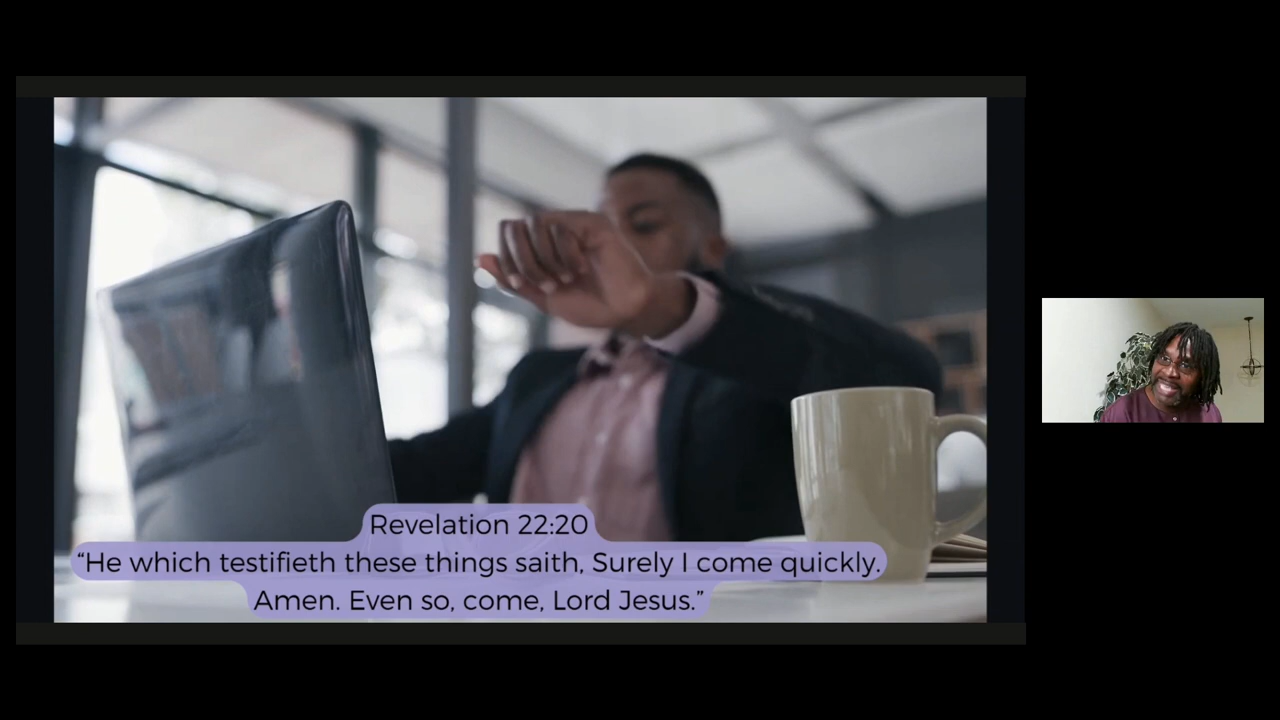 Revelation 22:20
“He which testifieth these things saith, Surely I come quickly.
Amen. Even so, come, Lord Jesus.”